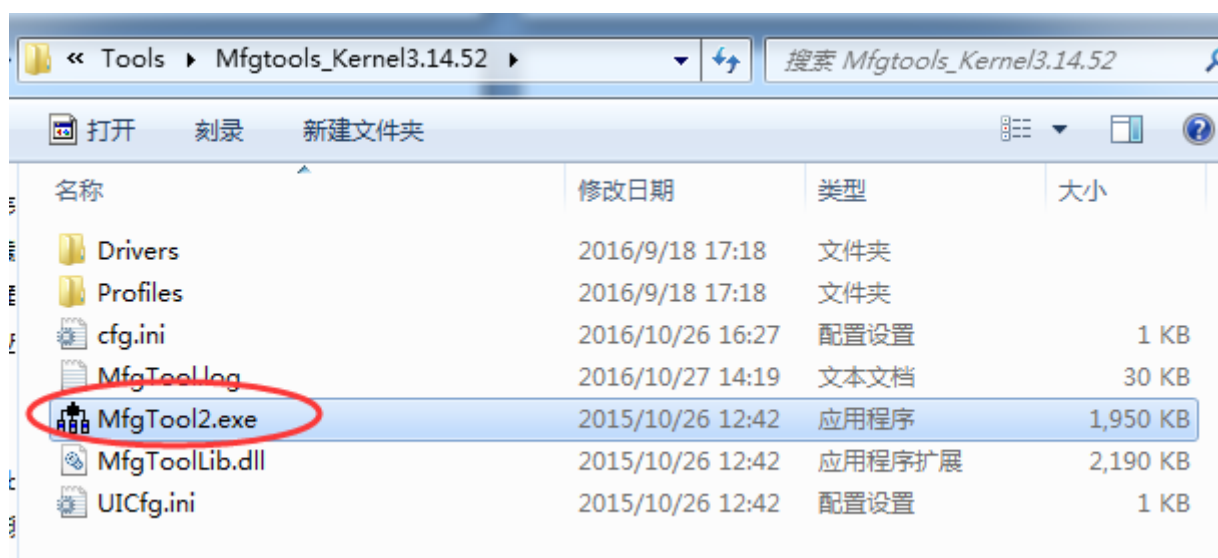 « Tools ▸ Mfgtools_Kernel3.14.52 ▸ 搜索 Mfgtools_Kernel3.14.52
打开 刻录 新建文件夹
名称 修改日期 类型 大小
Drivers 2016/9/18 17:18 文件夹
Profiles 2016/9/18 17:18 文件夹
cfg.ini 2016/10/26 16:27 配置设置 1 KB
MfgTool.log 2016/10/27 14:19 文本文档 30 KB
MfgTool2.exe 2015/10/26 12:42 应用程序 1,950 KB
MfgToolLib.dll 2015/10/26 12:42 应用程序扩展 2,190 KB
UICfg.ini 2015/10/26 12:42 配置设置 1 KB